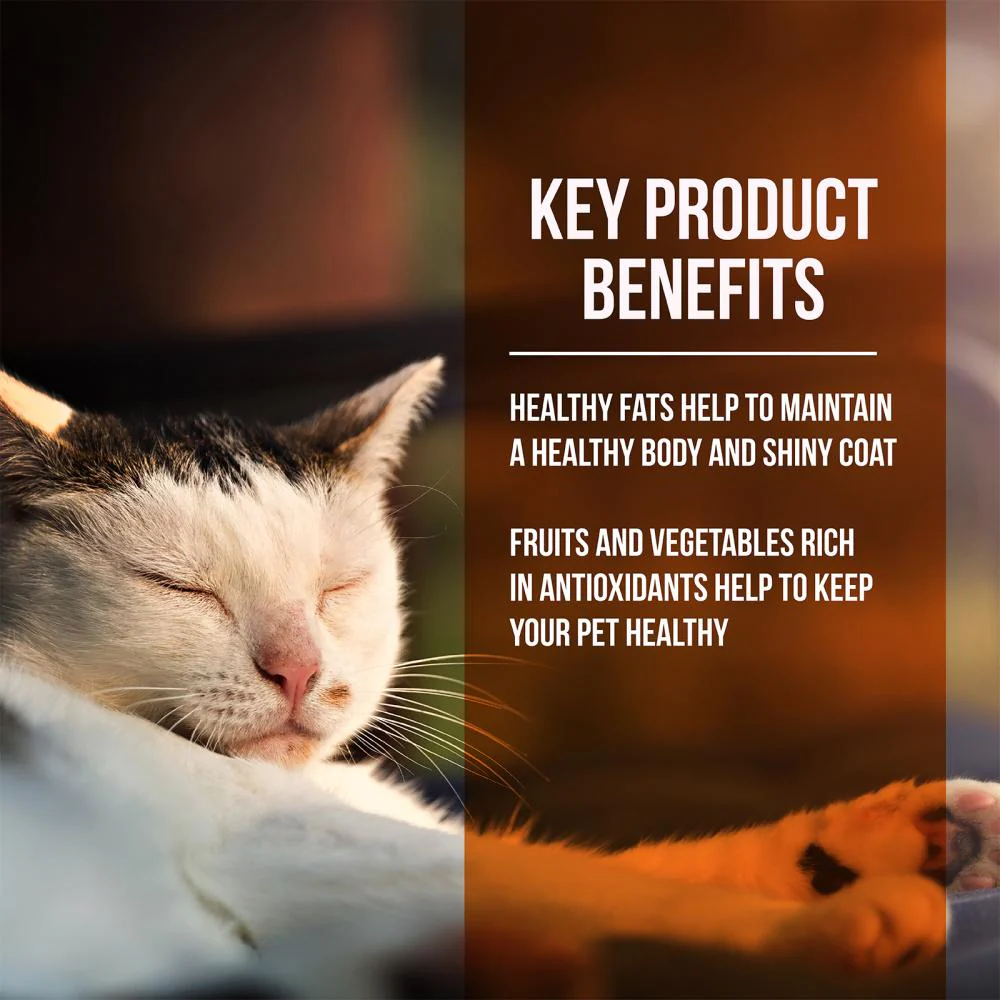 KEY PRODUCT
BENEFITS
HEALTHY FATS HELP TO MAINTAIN
A HEALTHY BODY AND SHINY COAT
FRUITS AND VEGETABLES RICH
IN ANTIOXIDANTS HELP TO KEEP
YOUR PET HEALTHY